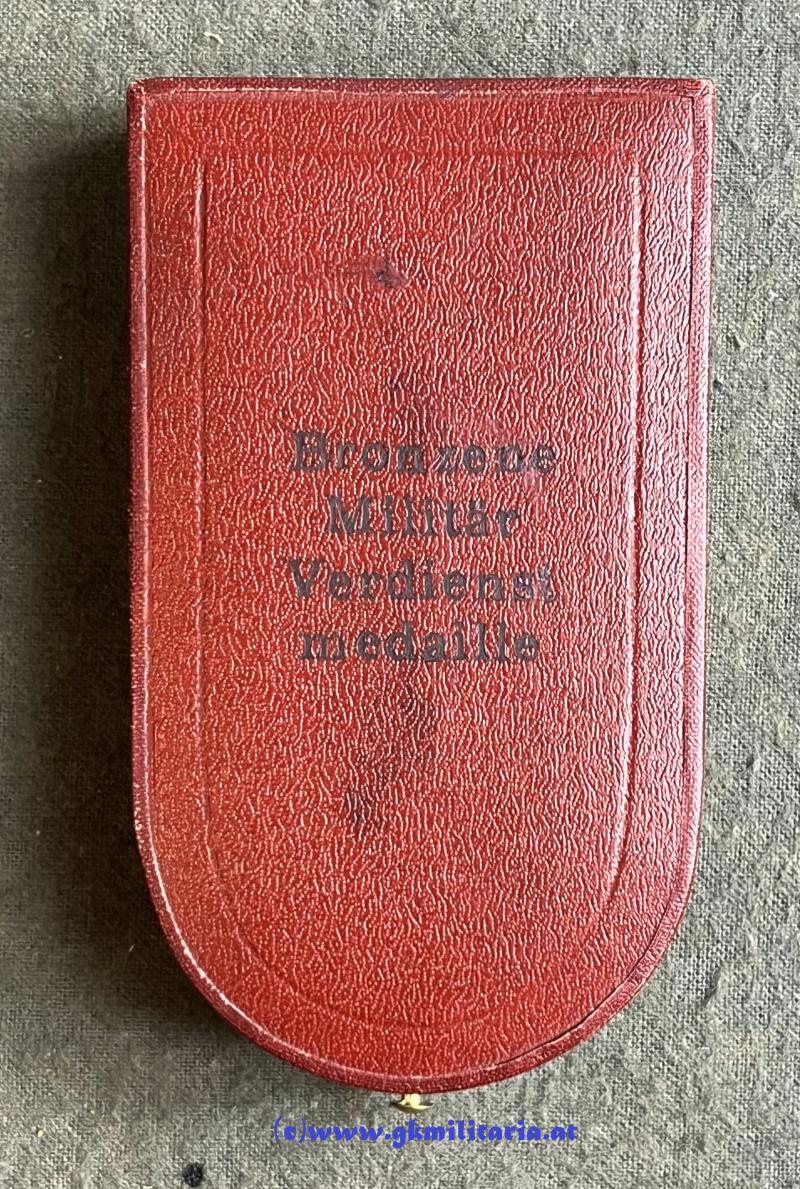 Bronzene
Militär
Verdienst
medaille
(c)www.gkmilitaria.at